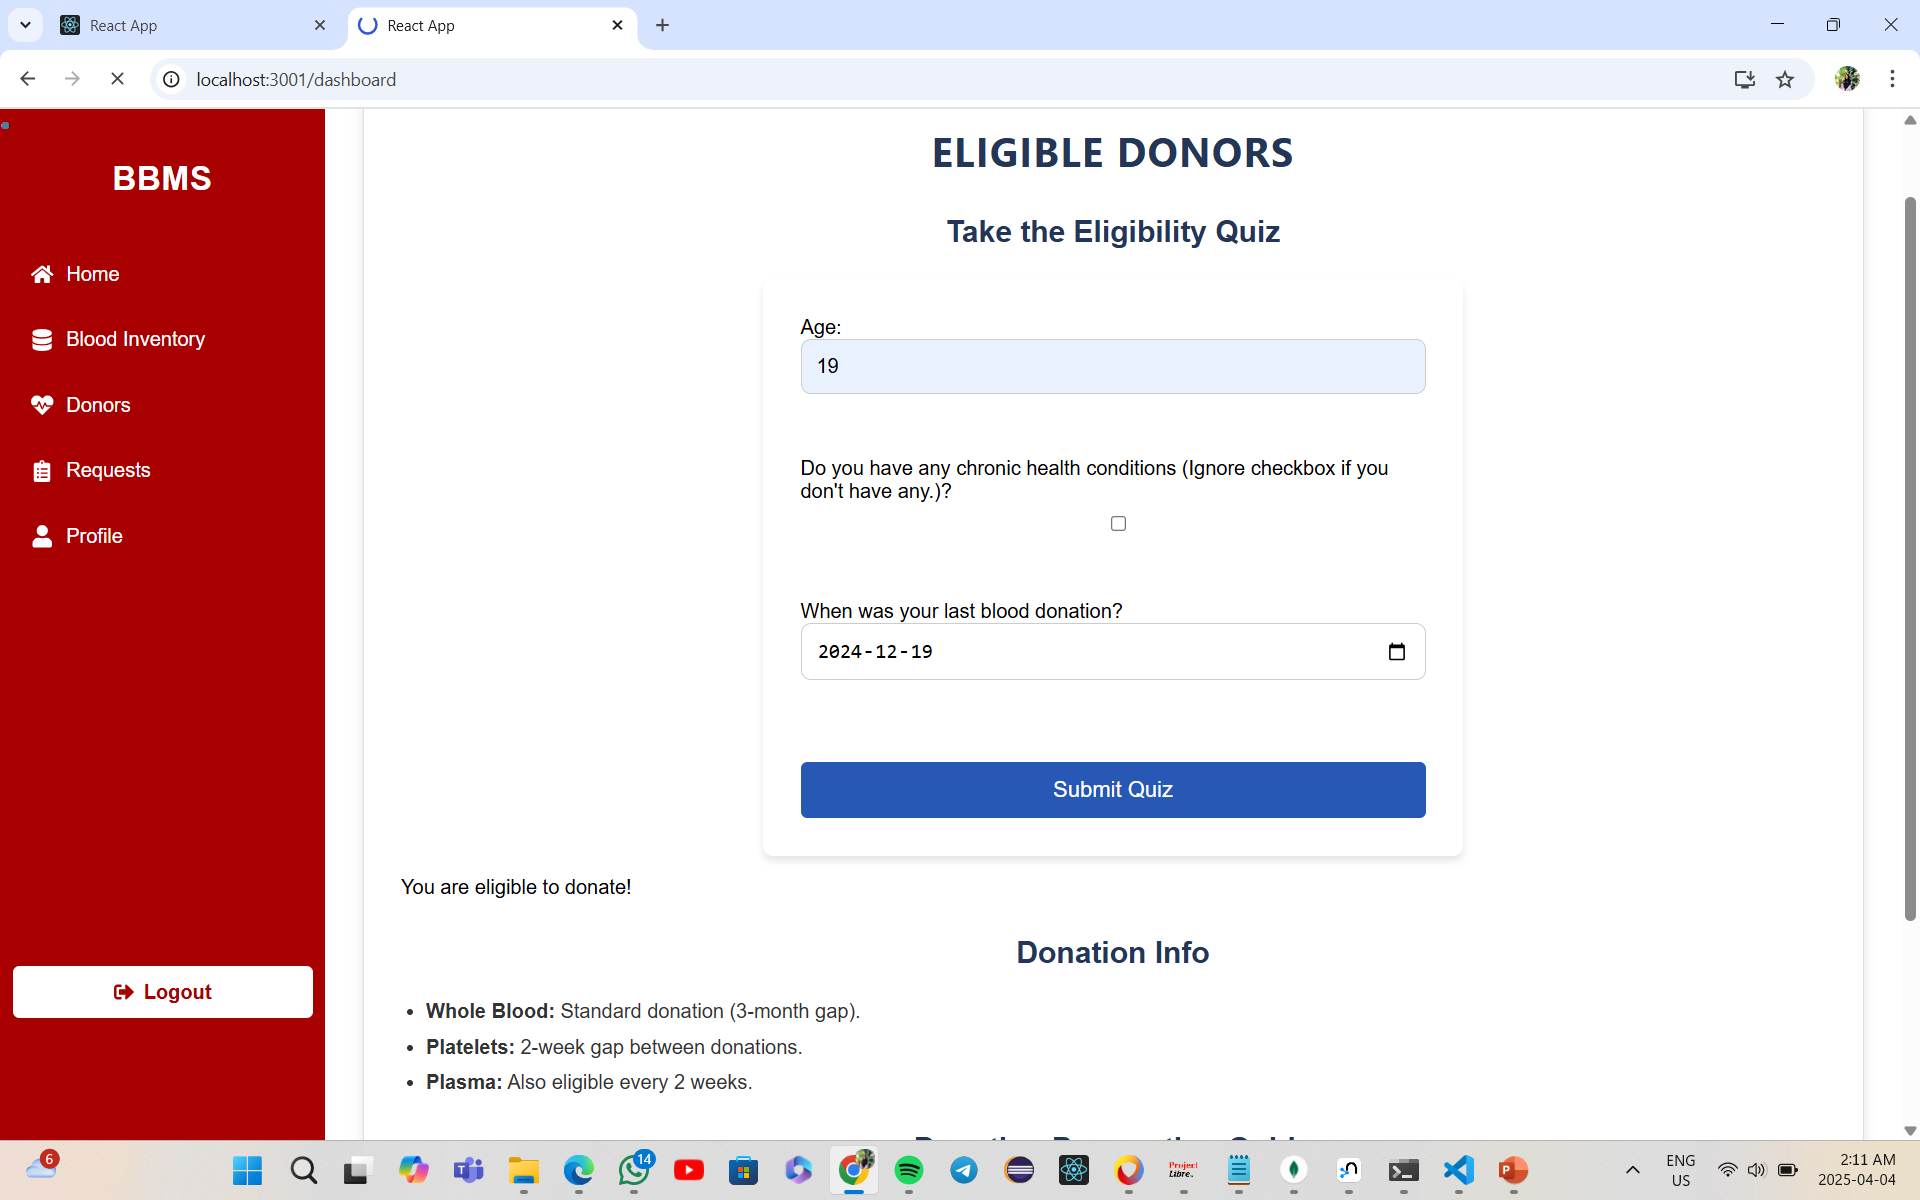 React App
React App
localhost:3001/dashboard
BBMS
Home
Blood Inventory
Donors
Requests
Profile
Logout
ELIGIBLE DONORS
Take the Eligibility Quiz
Age:
19
Do you have any chronic health conditions (Ignore checkbox if you
don't have any.)?
When was your last blood donation?
2024-12-19
Submit Quiz
You are eligible to donate!
Donation Info
Whole Blood: Standard donation (3-month gap).
Platelets: 2-week gap between donations.
Plasma: Also eligible every 2 weeks.
6
14
Project
Libre
ENG
US
2:11 AM
2025-04-04